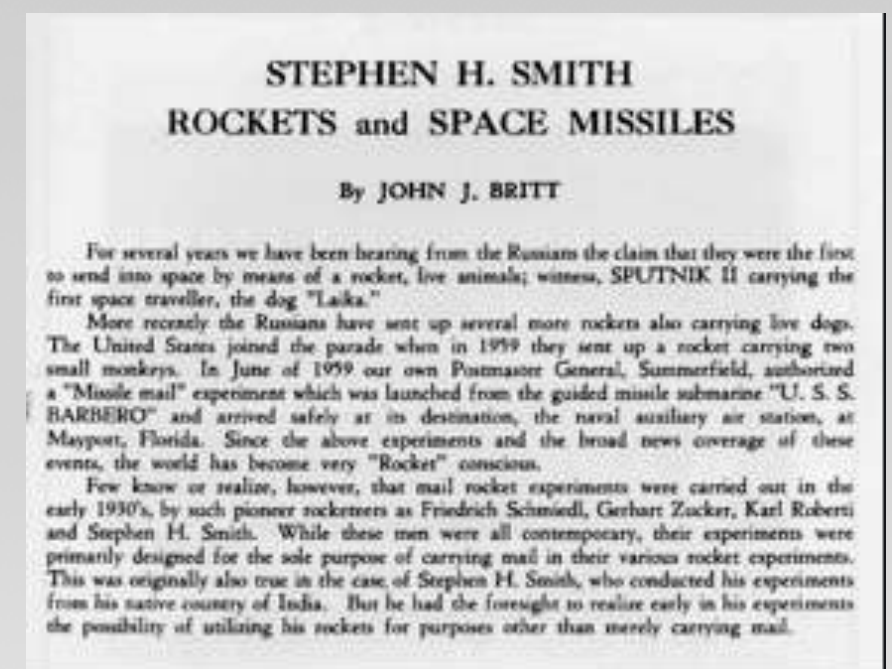 STEPHEN H. SMITH
ROCKETS and SPACE MISSILES
By JOHN J. BRITT
For several years we have been hearing from the Russians the claim that they were the first
to send into space by means of a rocket, live animals; witness, SPUTNIK II carrying the
first space traveller, the dog "Laika."
More recently the Russians have sent up several more rockets also carrying live dogs.
The United States joined the parade when in 1959 they sent up a rocket carrying two
small monkeys. In June of 1959 our own Postmaster General, Summerfield, authorized
a "Missile mail" experiment which was launched from the guided missile submarine "U. S. S.
BARBERO" and arrived safely at its destination, the naval auxiliary air station, at
Mayport, Florida. Since the above experiments and the broad news coverage of these
events, the world has become very "Rocket" conscious.
Few know or realize, however, that mail rocket experiments were carried out in the
early 1930's, by such pioneer rocketeers as Friedrich Schmiedl, Gerhart Zucker, Karl Roberti
and Stephen H. Smith. While these men were all contemporary, their experiments were
primarily designed for the sole purpose of carrying mail in their various rocket experiments.
This was originally also true in the case of Stephen H. Smith, who conducted his experiments
from his native country of India. But he had the foresight to realize early in his experiments
the possibility of utilizing his rockets for purposes other than merely carrying mail.